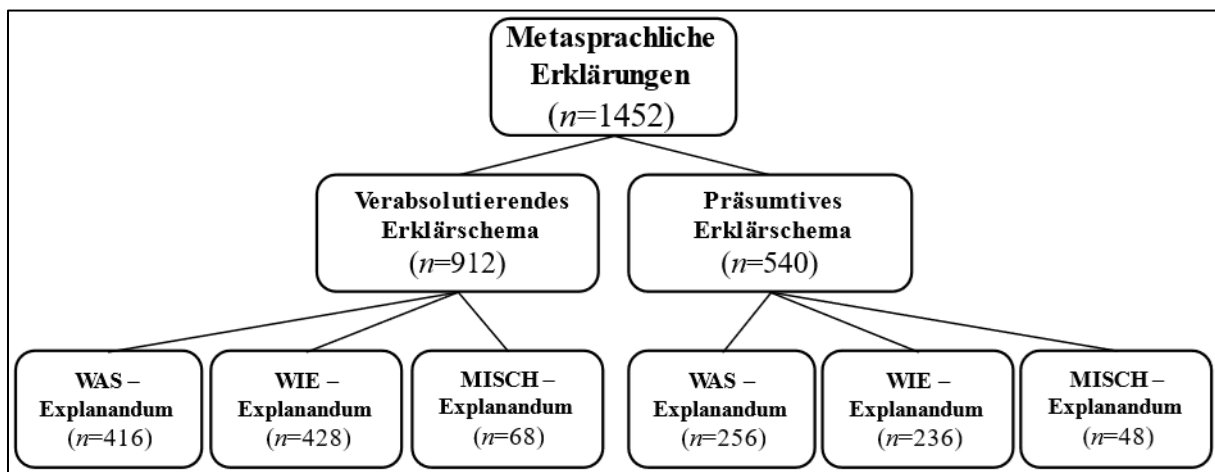 Metasprachliche
Erklärungen
(n=1452)
Verabsolutierendes
Erklärschema
(n=912)
Präsumtives
Erklärschema
(n=540)
WAS –
Explanandum
(n=416)
WIE –
Explanandum
(n=428)
MISCH–
Explanandum
(n=68)
WAS –
Explanandum
(n=256)
WIE –
Explanandum
(n=236)
MISCH–
Explanandum
(n=48)